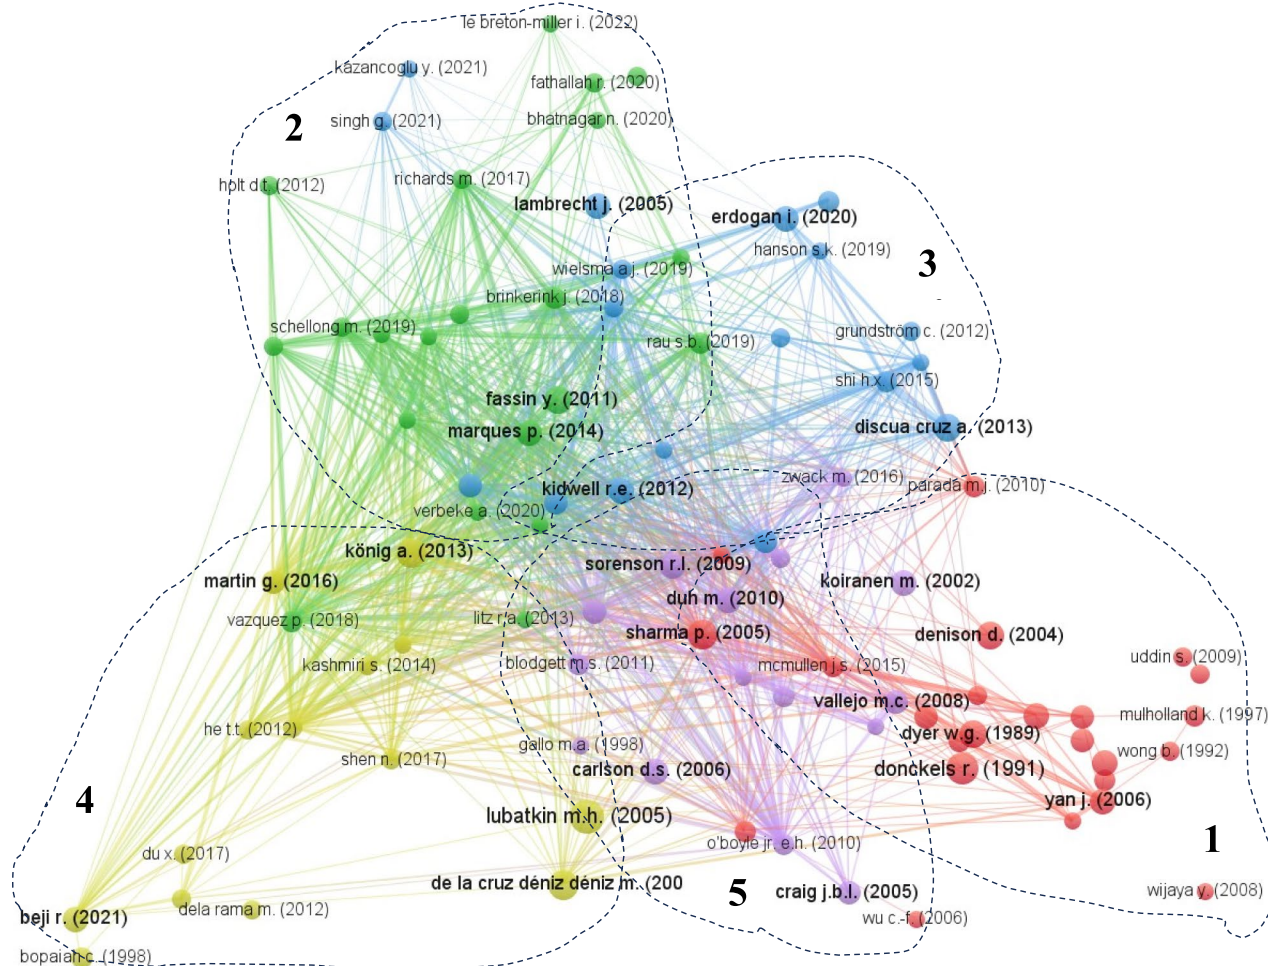 le breton-miller i. (2022)
kazancoglu y. (2021)
fathallah r. (2020)
2
singh g. (2021)
bhatnagar n. (2020)
holt d.t. (2012)
richards m. (2017)
lambrecht j. (2005)
erdogan i. (2020)
hanson s.k. (2019)
3
wielsma a.j. (2019)
brinkerink j. (2018)
schellong m. (2019)
rau s.b. (2019)
grundström c. (2012)
shi h.x. (2015)
fassin y. (2011)
marques p. (2014)
discua cruz a. (2013)
zwack m. (2016)
parada m.j. (2010)
kidwell r.e. (2012)
verbeke a. (2020)
könig a. (2013)
sorenson r.l. (2009)
martin g. (2016)
koiranen m. (2002)
duh m. (2010)
vazquez p. (2018)
litz r.a. (2013)
sharma p. (2005)
denison d. (2004)
uddin s. (2009)
kashmiri s. (2014)
blodgett m.s. (2011)
mcmullen j.s. (2015)
vallejo m.c. (2008)
mulholland k. (1997)
he t.t. (2012)
dyer w.g. (1989)
gallo m.a. (1998)
wong b. (1992)
shen n. (2017)
carlson d.s. (2006)
donckels r. (1991)
4
yan j. (2006)
lubatkin m.h. (2005)
o'boyle jr. e.h. (2010)
1
du x. (2017)
de la cruz déniz déniz m. (200
5
craig j.b.l. (2005)
wijaya y. (2008)
dela rama m. (2012)
beji r. (2021)
wu c.-f. (2006)
bopaiah c. (1998)